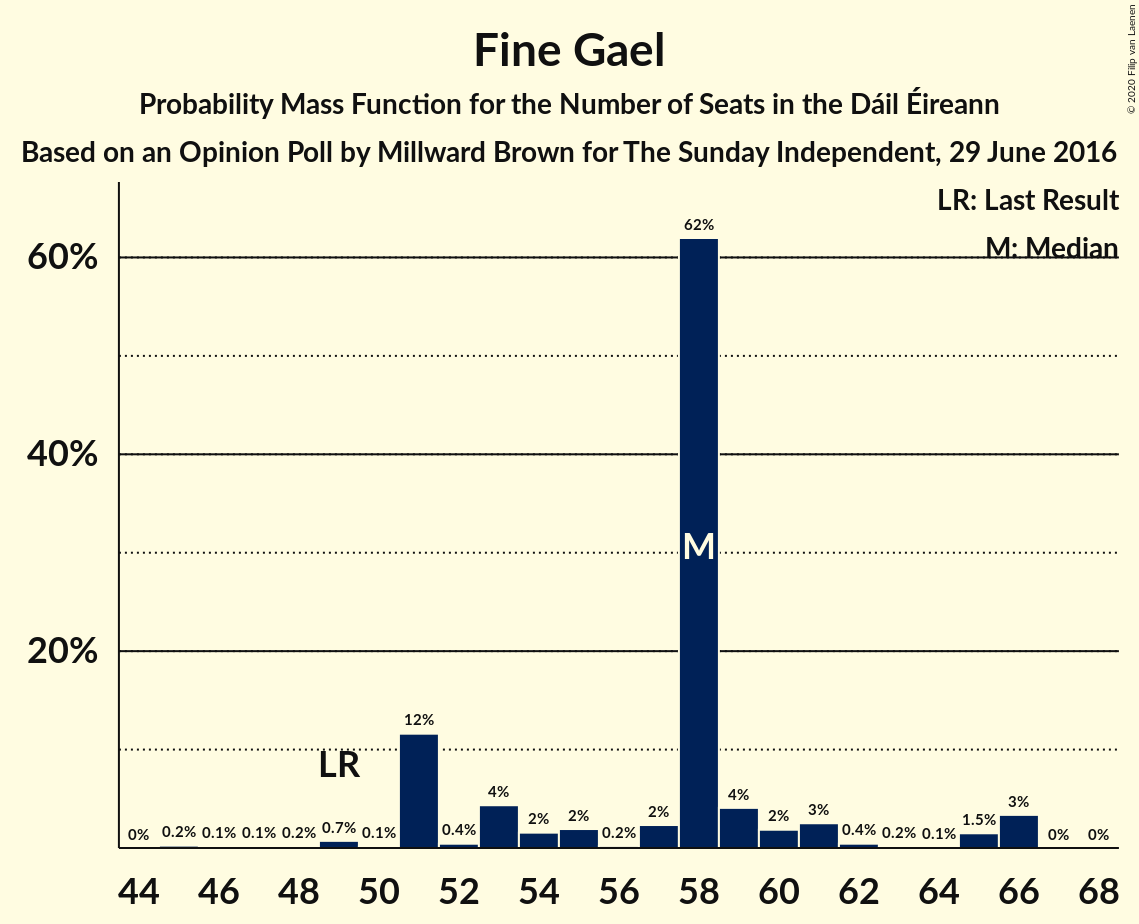 Fine Gael
Probability Mass Function for the Number of Seats in the Dáil Éireann
Based on an Opinion Poll by Millward Brown for The Sunday Independent, 29 June 2016
© 2020 Filip van Laenen
LR: Last Result
M: Median
60%
40%
20%
0% 0.2% 0.1% 0.1% 0.2% 0.7% 0.1% 12% 0.4% 4% 2% 2% 0.2% 2% 62% 4% 2% 3% 0.4% 0.2% 0.1% 1.5% 3% 0% 0%
LR
M
44 46 48 50 52 54 56 58 60 62 64 66 68